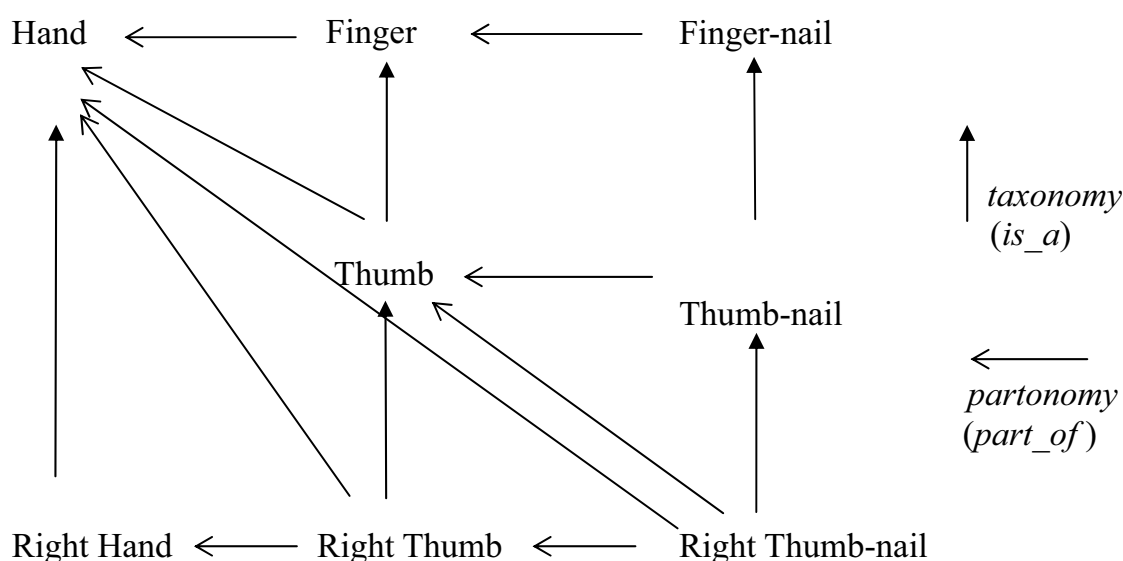 Hand Finger Finger-nail
taxonomy
(is_a)
Thumb
Thumb-nail
partonomy
(part_of)
Right Hand Right Thumb Right Thumb-nail